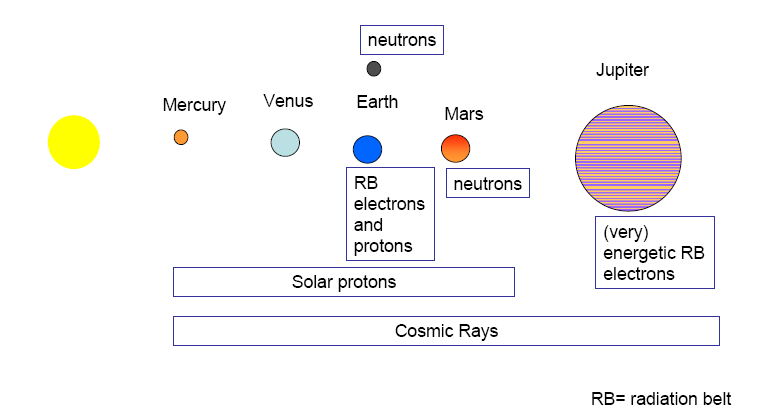 neutrons
Jupiter
Mercury
Venus
Earth
Mars
RB
electrons
and
protons
neutrons
(very)
energetic RB
electrons
Solar protons
Cosmic Rays
RB= radiation belt